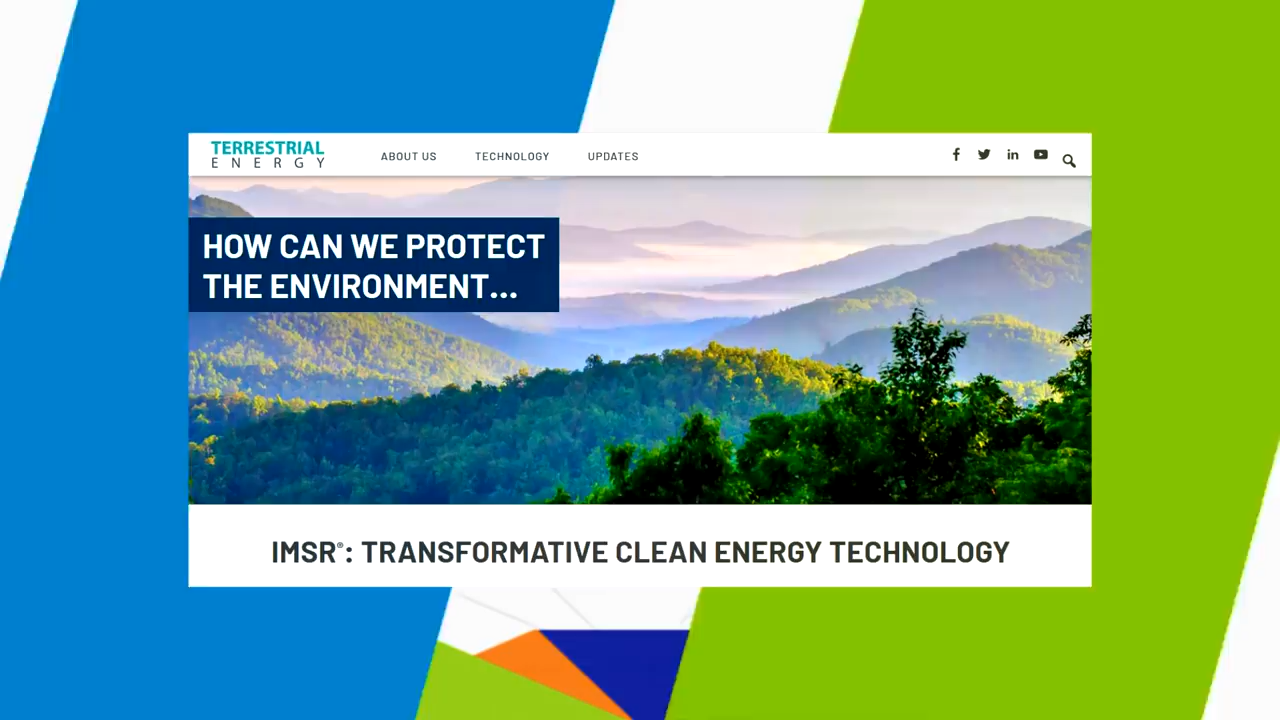 TERRESTRIAL
ENERGY
ABOUT US
TECHNOLOGY
UPDATES
HOW CAN WE PROTECT
THE ENVIRONMENT...
IMSR®: TRANSFORMATIVE CLEAN ENERGY TECHNOLOGY